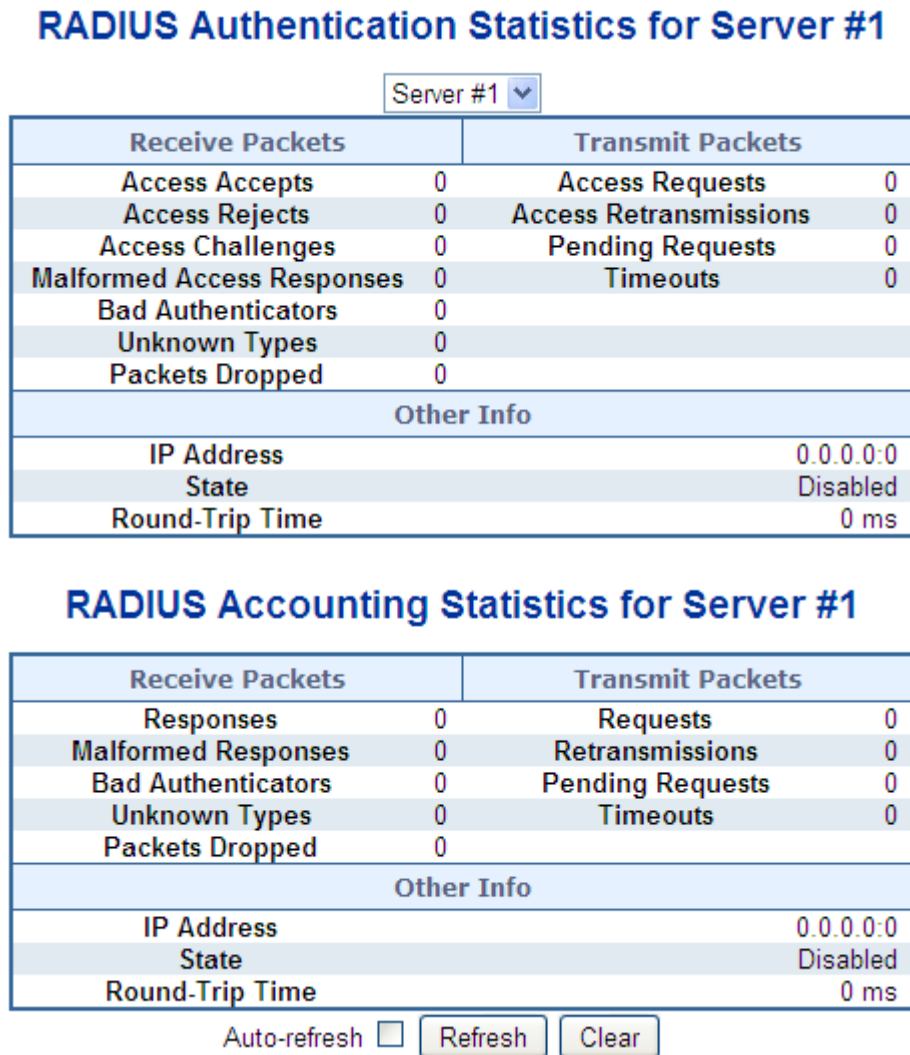 RADIUS Authentication Statistics for Server #1
Server #1
Receive Packets Transmit Packets
Access Accepts 0 Access Requests 0
Access Rejects 0 Access Retransmissions 0
Access Challenges 0 Pending Requests 0
Malformed Access Responses 0 Timeouts 0
Bad Authenticators 0
Unknown Types 0
Packets Dropped 0
Other Info
IP Address 0.0.0.0:0
State Disabled
Round-Trip Time 0 ms
RADIUS Accounting Statistics for Server #1
Receive Packets Transmit Packets
Responses 0 Requests 0
Malformed Responses 0 Retransmissions 0
Bad Authenticators 0 Pending Requests 0
Unknown Types 0 Timeouts 0
Packets Dropped 0
Other Info
IP Address 0.0.0.0:0
State Disabled
Round-Trip Time 0 ms
Auto-refresh Refresh Clear